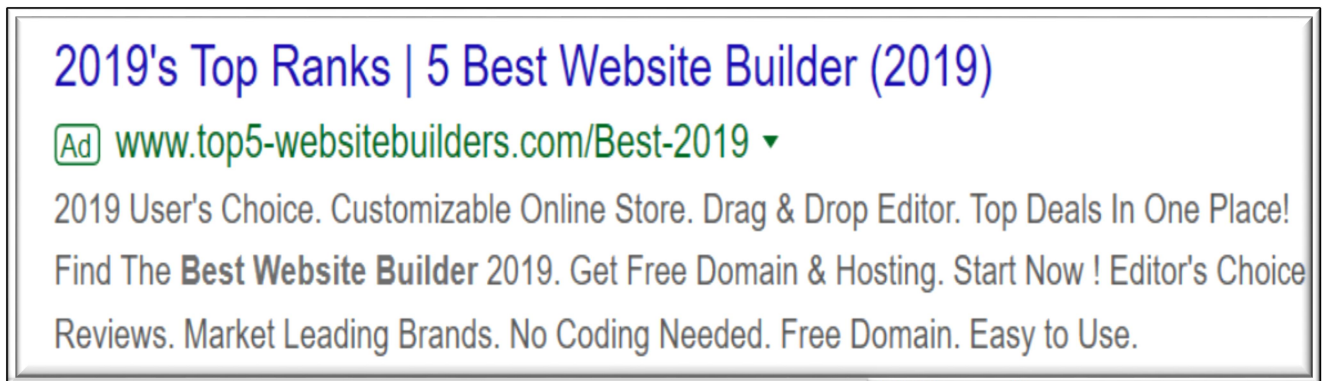 2019's Top Ranks | 5 Best Website Builder (2019)
Ad www.top5-websitebuilders.com/Best-2019
2019 User's Choice. Customizable Online Store. Drag & Drop Editor. Top Deals In One Place!
Find The Best Website Builder 2019. Get Free Domain & Hosting. Start Now ! Editor's Choice
Reviews. Market Leading Brands. No Coding Needed. Free Domain. Easy to Use.